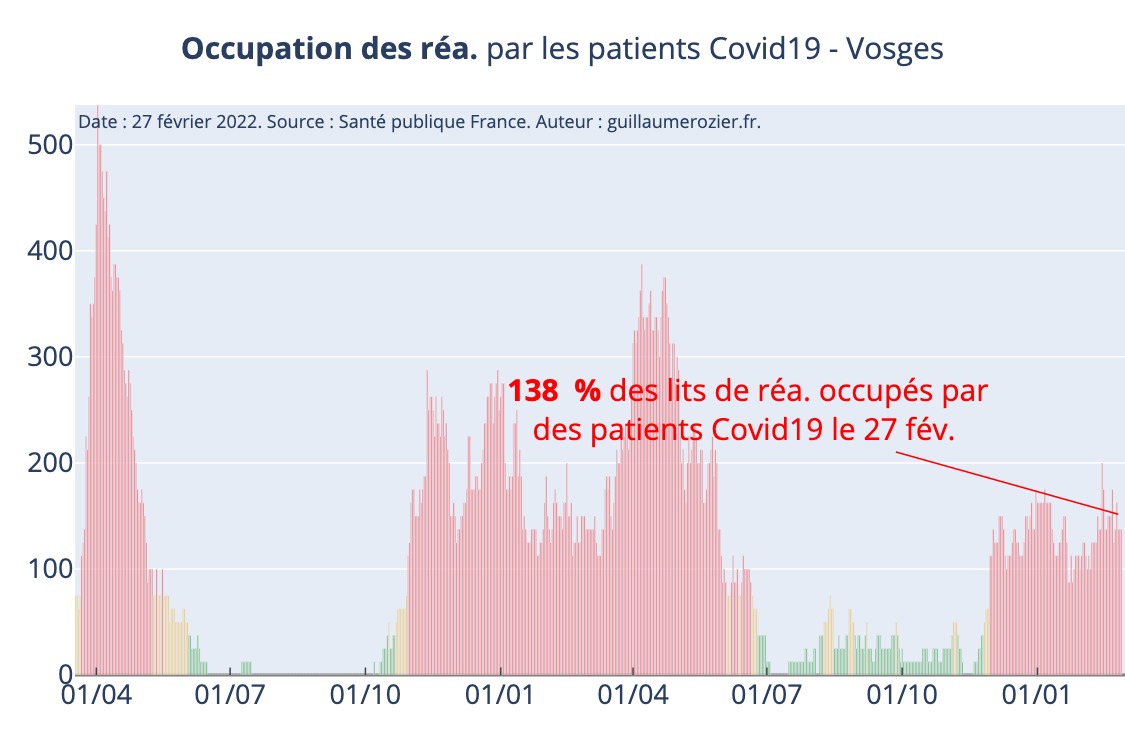 Occupation des réa. par les patients Covid19 - Vosges
Date : 27 février 2022. Source : Santé publique France. Auteur : guillaumerozier.fr.
500
400
300
138 % des lits de réa. occupés par
des patients Covid19 le 27 fév.
200
100
0
01/04 01/07 01/10 01/01 01/04 01/07 01/10 01/01